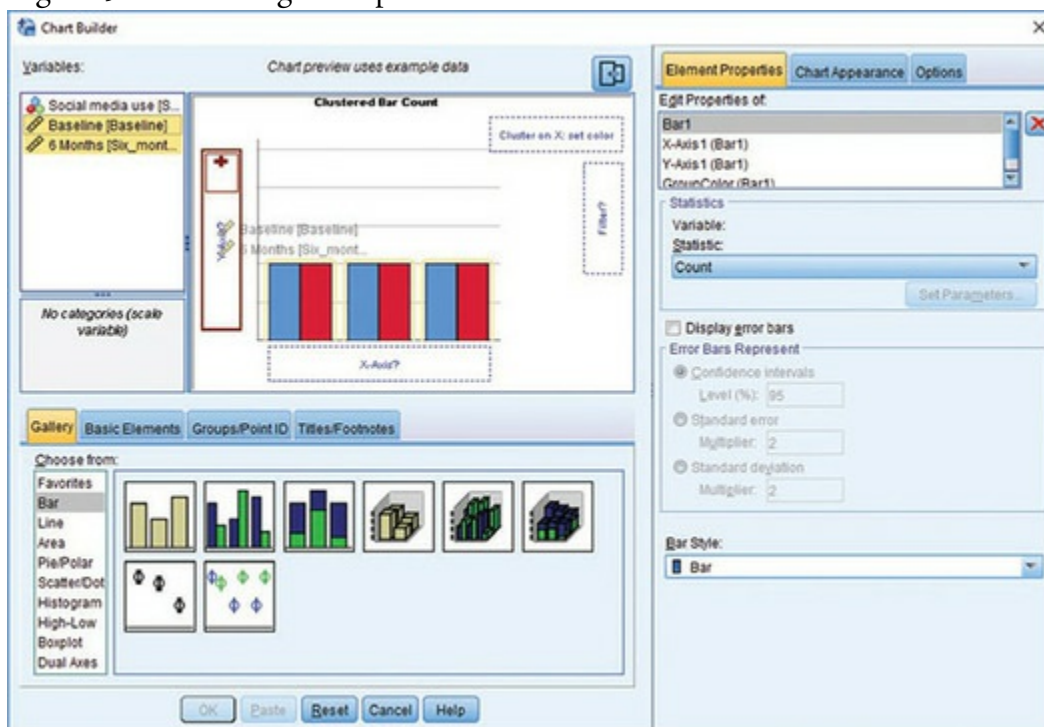 Chart Builder
Variables:
Chart preview uses example data
Social media use [S...
Baseline [Baseline]
6 Months [Six_mont...
No categories (scale
variable)
Clustered Bar Count
Cluster on X: set color
Filter?
Baseline [Baseline]
6 Months [Six_mont...
X-Axis?
Gallery
Basic Elements
Groups/Point ID
Titles/Footnotes
Choose from:
Favorites
Bar
Line
Area
Pie/Polar
Scatter/Dot
Histogram
High-Low
Boxplot
Dual Axes
OK
Paste
Reset
Cancel
Help
Element Properties
Chart Appearance
Options
Edit Properties of:
Bar1
X-Axis1 (Bar1)
Y-Axis1 (Bar1)
GroupColor (Bar1)
Statistics
Variable:
Statistic:
Count
Set Parameters...
Display error bars
Error Bars Represent
Confidence intervals
Level (%): 95
Standard error
Multiplier: 2
Standard deviation
Multiplier: 2
Bar Style:
Bar